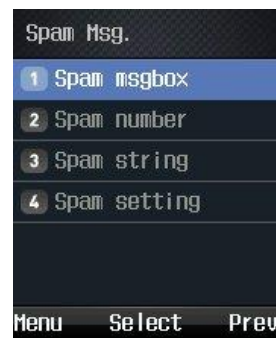 Spam Msg.
1 Spam msgbox
2 Spam number
3 Spam string
4 Spam setting
Menu Select Prev